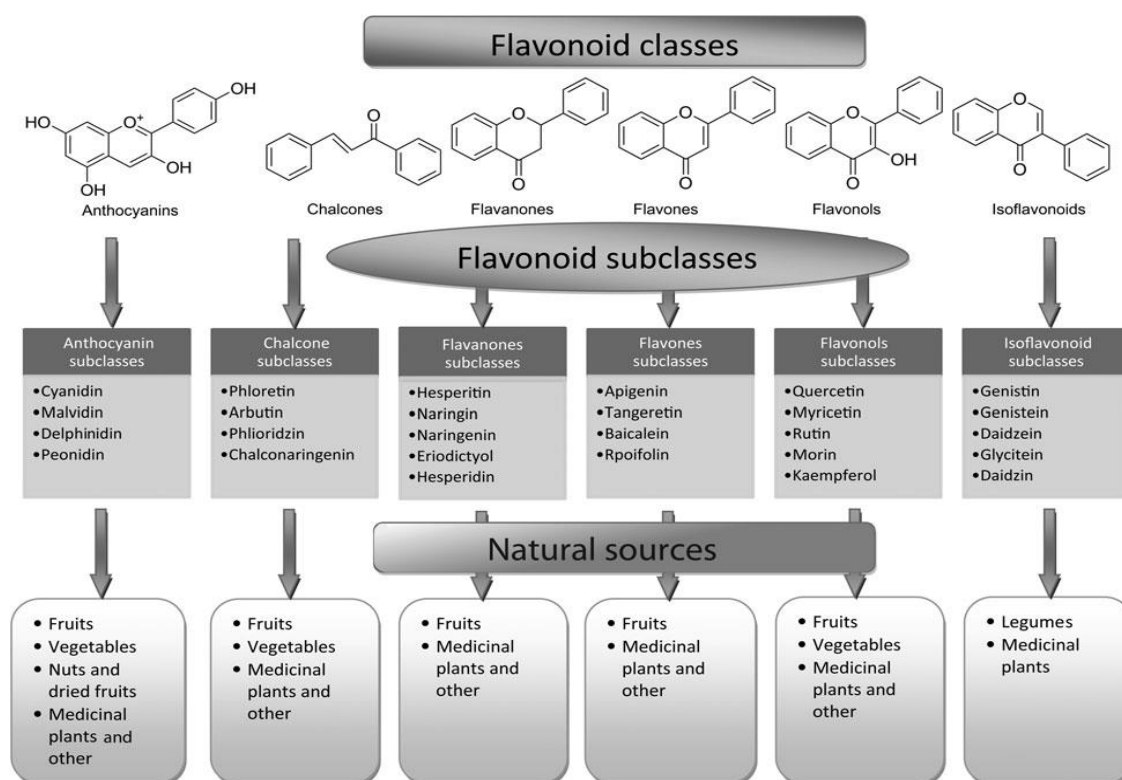 Flavonoid classes
OH
HO
O+
OH
OH
Anthocyanins
O
Chalcones
O
O
Flavanones
O
O
Flavones
O
OH
O
Flavonols
O
O
Isoflavonoids
Flavonoid subclasses
Anthocyanin
subclasses
•Cyanidin
•Malvidin
•Delphinidin
•Peonidin
Chalcone
subclasses
•Phloretin
•Arbutin
•Phlioridzin
•Chalconaringenin
Flavanones
subclasses
•Hesperitin
•Naringin
•Naringenin
•Eriodictyol
•Hesperidin
Flavones
subclasses
•Apigenin
•Tangeretin
•Baicalein
•Rpoifolin
Flavonols
subclasses
•Quercetin
•Myricetin
•Rutin
•Morin
•Kaempferol
Isoflavonoid
subclasses
•Genistin
•Genistein
•Daidzein
•Glycitein
•Daidzin
Natural sources
• Fruits
• Vegetables
• Nuts and
dried fruits
• Medicinal
plants and
other
• Fruits
• Vegetables
• Medicinal
plants and
other
• Fruits
• Medicinal
plants and
other
• Fruits
• Medicinal
plants and
other
• Fruits
• Vegetables
• Medicinal
plants and
other
• Legumes
• Medicinal
plants